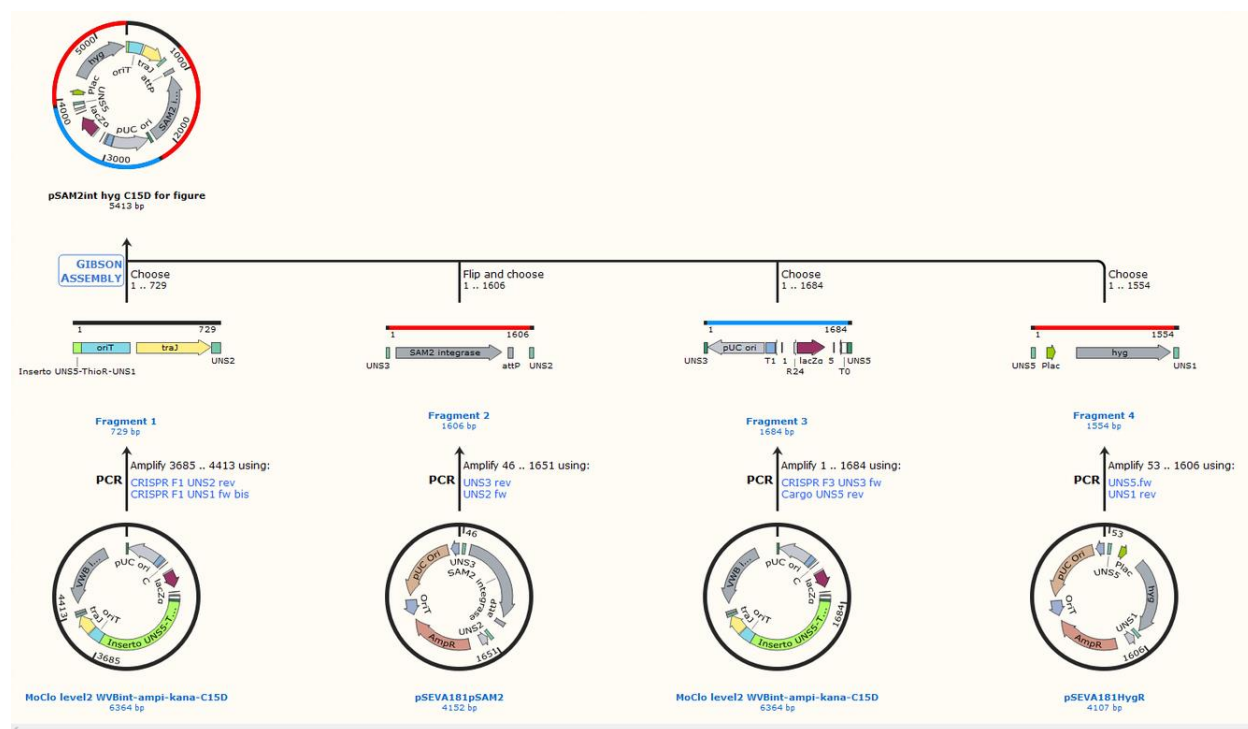 5000
1000
2000
3000
4000
hyg
oriT
traJ
attP
SAM2 i...
pUC ori
lacZα
UNS5
Plac
pSAM2int hyg C15D for figure
5413 bp
GIBSON
ASSEMBLY
Choose
1 .. 729
Flip and choose
1 .. 1606
Choose
1 .. 1684
Choose
1 .. 1554
1 729
oriT traJ
UNS2
Inserto UNS5-ThioR-UNS1
1 1606
SAM2 integrase
UNS3 attP UNS2
1 1684
pUC ori lacZα
UNS3 T1 1 5 UNS5
R24 T0
1 1554
hyg
UNS5 Plac UNS1
Fragment 1
729 bp
Fragment 2
1606 bp
Fragment 3
1684 bp
Fragment 4
1554 bp
PCR
Amplify 3685 .. 4413 using:
CRISPR F1 UNS2 rev
CRISPR F1 UNS1 fw bis
PCR
Amplify 46 .. 1651 using:
UNS3 rev
UNS2 fw
PCR
Amplify 1 .. 1684 using:
CRISPR F3 UNS3 fw
Cargo UNS5 rev
PCR
Amplify 53 .. 1606 using:
UNS5.fw
UNS1 rev
VWB I...
pUC ori
C
lacZα
oriT
traJ
Inserto UNS5-T...
4413
3685
46
pUC Ori
UNS3
SAM2 integrase
attP
OriT
UNS2
AmpR
1651
VWB I...
pUC ori
C
lacZα
oriT
traJ
Inserto UNS5-T...
1684
53
pUC Ori
Plac
UNS5
hyg
OriT
UNS1
AmpR
1606
MoClo level2 WVBint-ampi-kana-C15D
6364 bp
pSEVA181pSAM2
4152 bp
MoClo level2 WVBint-ampi-kana-C15D
6364 bp
pSEVA181HygR
4107 bp